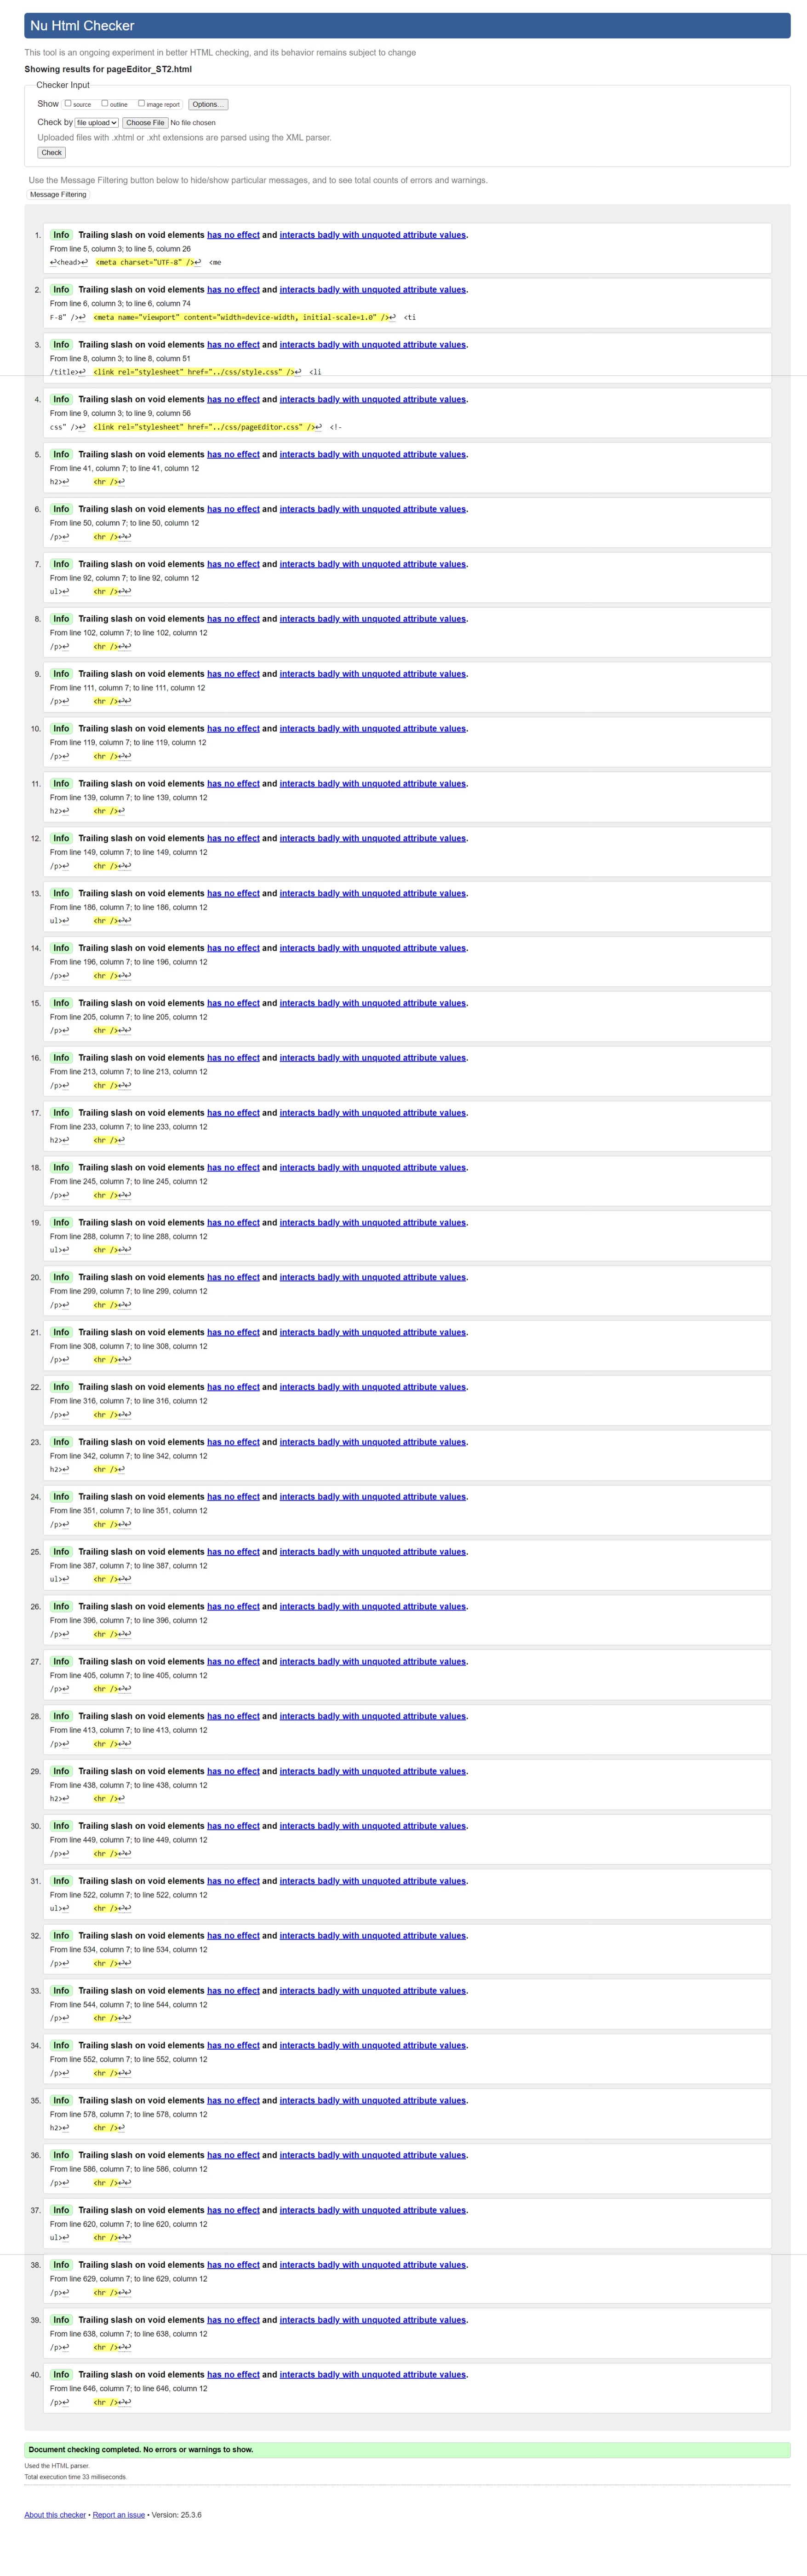 Nu Html Checker
This tool is an ongoing experiment in better HTML checking, and its behavior remains subject to change
Showing results for pageEditor_ST2.html
Checker Input
Show source outline image report Options...
Check by file upload Choose File No file chosen
Uploaded files with .xhtml or .xht extensions are parsed using the XML parser.
Check
Use the Message Filtering button below to hide/show particular messages, and to see total counts of errors and warnings.
Message Filtering
1. Info Trailing slash on void elements has no effect and interacts badly with unquoted attribute values.
From line 5, column 3; to line 5, column 26
↩<head>↩ <meta charset="UTF-8" />↩ <me
2. Info Trailing slash on void elements has no effect and interacts badly with unquoted attribute values.
From line 6, column 3; to line 6, column 74
F-8" />↩ <meta name="viewport" content="width=device-width, initial-scale=1.0" />↩ <ti
3. Info Trailing slash on void elements has no effect and interacts badly with unquoted attribute values.
From line 8, column 3; to line 8, column 51
/title>↩ <link rel="stylesheet" href="../css/style.css" />↩ <li
4. Info Trailing slash on void elements has no effect and interacts badly with unquoted attribute values.
From line 9, column 3; to line 9, column 56
css" />↩ <link rel="stylesheet" href="../css/pageEditor.css" />↩ <!-
5. Info Trailing slash on void elements has no effect and interacts badly with unquoted attribute values.
From line 41, column 7; to line 41, column 12
h2>↩ <hr />↩
6. Info Trailing slash on void elements has no effect and interacts badly with unquoted attribute values.
From line 50, column 7; to line 50, column 12
/p>↩ <hr />↩↩
7. Info Trailing slash on void elements has no effect and interacts badly with unquoted attribute values.
From line 92, column 7; to line 92, column 12
ul>↩ <hr />↩↩
8. Info Trailing slash on void elements has no effect and interacts badly with unquoted attribute values.
From line 102, column 7; to line 102, column 12
/p>↩ <hr />↩↩
9. Info Trailing slash on void elements has no effect and interacts badly with unquoted attribute values.
From line 111, column 7; to line 111, column 12
/p>↩ <hr />↩↩
10. Info Trailing slash on void elements has no effect and interacts badly with unquoted attribute values.
From line 119, column 7; to line 119, column 12
/p>↩ <hr />↩↩
11. Info Trailing slash on void elements has no effect and interacts badly with unquoted attribute values.
From line 139, column 7; to line 139, column 12
h2>↩ <hr />↩
12. Info Trailing slash on void elements has no effect and interacts badly with unquoted attribute values.
From line 149, column 7; to line 149, column 12
/p>↩ <hr />↩↩
13. Info Trailing slash on void elements has no effect and interacts badly with unquoted attribute values.
From line 186, column 7; to line 186, column 12
ul>↩ <hr />↩↩
14. Info Trailing slash on void elements has no effect and interacts badly with unquoted attribute values.
From line 196, column 7; to line 196, column 12
/p>↩ <hr />↩↩
15. Info Trailing slash on void elements has no effect and interacts badly with unquoted attribute values.
From line 205, column 7; to line 205, column 12
/p>↩ <hr />↩↩
16. Info Trailing slash on void elements has no effect and interacts badly with unquoted attribute values.
From line 213, column 7; to line 213, column 12
/p>↩ <hr />↩↩
17. Info Trailing slash on void elements has no effect and interacts badly with unquoted attribute values.
From line 233, column 7; to line 233, column 12
h2>↩ <hr />↩
18. Info Trailing slash on void elements has no effect and interacts badly with unquoted attribute values.
From line 245, column 7; to line 245, column 12
/p>↩ <hr />↩↩
19. Info Trailing slash on void elements has no effect and interacts badly with unquoted attribute values.
From line 288, column 7; to line 288, column 12
ul>↩ <hr />↩↩
20. Info Trailing slash on void elements has no effect and interacts badly with unquoted attribute values.
From line 299, column 7; to line 299, column 12
/p>↩ <hr />↩↩
21. Info Trailing slash on void elements has no effect and interacts badly with unquoted attribute values.
From line 308, column 7; to line 308, column 12
/p>↩ <hr />↩↩
22. Info Trailing slash on void elements has no effect and interacts badly with unquoted attribute values.
From line 316, column 7; to line 316, column 12
/p>↩ <hr />↩↩
23. Info Trailing slash on void elements has no effect and interacts badly with unquoted attribute values.
From line 342, column 7; to line 342, column 12
h2>↩ <hr />↩
24. Info Trailing slash on void elements has no effect and interacts badly with unquoted attribute values.
From line 351, column 7; to line 351, column 12
/p>↩ <hr />↩↩
25. Info Trailing slash on void elements has no effect and interacts badly with unquoted attribute values.
From line 387, column 7; to line 387, column 12
ul>↩ <hr />↩↩
26. Info Trailing slash on void elements has no effect and interacts badly with unquoted attribute values.
From line 396, column 7; to line 396, column 12
/p>↩ <hr />↩↩
27. Info Trailing slash on void elements has no effect and interacts badly with unquoted attribute values.
From line 405, column 7; to line 405, column 12
/p>↩ <hr />↩↩
28. Info Trailing slash on void elements has no effect and interacts badly with unquoted attribute values.
From line 413, column 7; to line 413, column 12
/p>↩ <hr />↩↩
29. Info Trailing slash on void elements has no effect and interacts badly with unquoted attribute values.
From line 438, column 7; to line 438, column 12
h2>↩ <hr />↩
30. Info Trailing slash on void elements has no effect and interacts badly with unquoted attribute values.
From line 449, column 7; to line 449, column 12
/p>↩ <hr />↩↩
31. Info Trailing slash on void elements has no effect and interacts badly with unquoted attribute values.
From line 522, column 7; to line 522, column 12
ul>↩ <hr />↩↩
32. Info Trailing slash on void elements has no effect and interacts badly with unquoted attribute values.
From line 534, column 7; to line 534, column 12
/p>↩ <hr />↩↩
33. Info Trailing slash on void elements has no effect and interacts badly with unquoted attribute values.
From line 544, column 7; to line 544, column 12
/p>↩ <hr />↩↩
34. Info Trailing slash on void elements has no effect and interacts badly with unquoted attribute values.
From line 552, column 7; to line 552, column 12
/p>↩ <hr />↩↩
35. Info Trailing slash on void elements has no effect and interacts badly with unquoted attribute values.
From line 578, column 7; to line 578, column 12
h2>↩ <hr />↩
36. Info Trailing slash on void elements has no effect and interacts badly with unquoted attribute values.
From line 586, column 7; to line 586, column 12
/p>↩ <hr />↩↩
37. Info Trailing slash on void elements has no effect and interacts badly with unquoted attribute values.
From line 620, column 7; to line 620, column 12
ul>↩ <hr />↩↩
38. Info Trailing slash on void elements has no effect and interacts badly with unquoted attribute values.
From line 629, column 7; to line 629, column 12
/p>↩ <hr />↩↩
39. Info Trailing slash on void elements has no effect and interacts badly with unquoted attribute values.
From line 638, column 7; to line 638, column 12
/p>↩ <hr />↩↩
40. Info Trailing slash on void elements has no effect and interacts badly with unquoted attribute values.
From line 646, column 7; to line 646, column 12
/p>↩ <hr />↩↩
Document checking completed. No errors or warnings to show.
Used the HTML parser.
Total execution time 33 milliseconds.
About this checker • Report an issue • Version: 25.3.6